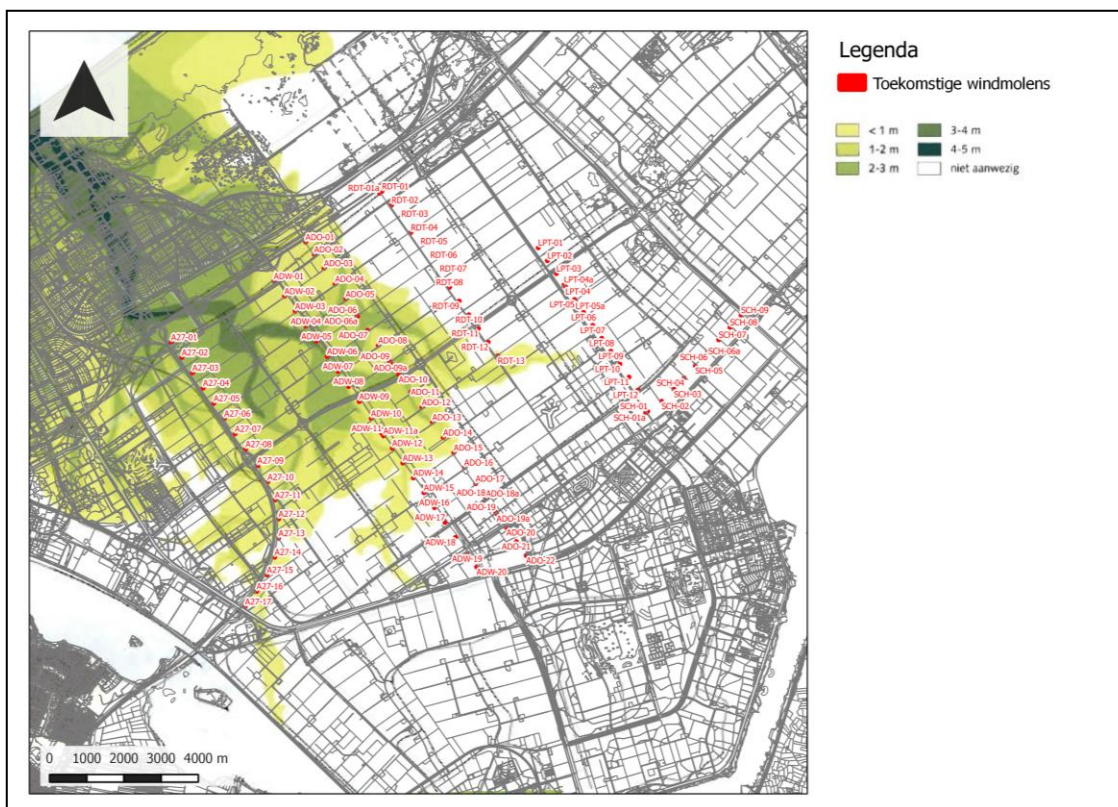 Legenda
Toekomstige windmolens
< 1 m
3-4 m
1-2 m
4-5 m
2-3 m
niet aanwezig
RDT-01a
RDT-01
RDT-02
RDT-03
RDT-04
RDT-05
RDT-06
RDT-07
RDT-08
RDT-09
RDT-10
RDT-11
RDT-12
RDT-13
LPT-01
LPT-02
LPT-03
LPT-04a
LPT-04
LPT-05
LPT-05a
LPT-06
LPT-07
LPT-08
LPT-09
LPT-10
LPT-11
LPT-12
SCH-09
SCH-08
SCH-07
SCH-06a
SCH-06
SCH-05
SCH-04
SCH-03
SCH-02
SCH-01
SCH-01a
ADO-01
ADO-02
ADO-03
ADO-04
ADO-05
ADO-06
ADO-06a
ADO-07
ADO-08
ADO-09
ADO-09a
ADO-10
ADO-11
ADO-12
ADO-13
ADO-14
ADO-15
ADO-16
ADO-17
ADO-18
ADO-18a
ADO-19
ADO-19a
ADO-20
ADO-21
ADO-22
ADW-01
ADW-02
ADW-03
ADW-04
ADW-05
ADW-06
ADW-07
ADW-08
ADW-09
ADW-10
ADW-11
ADW-11a
ADW-12
ADW-13
ADW-14
ADW-15
ADW-16
ADW-17
ADW-18
ADW-19
ADW-20
A27-01
A27-02
A27-03
A27-04
A27-05
A27-06
A27-07
A27-08
A27-09
A27-10
A27-11
A27-12
A27-13
A27-14
A27-15
A27-16
A27-17
0 1000 2000 3000 4000 m